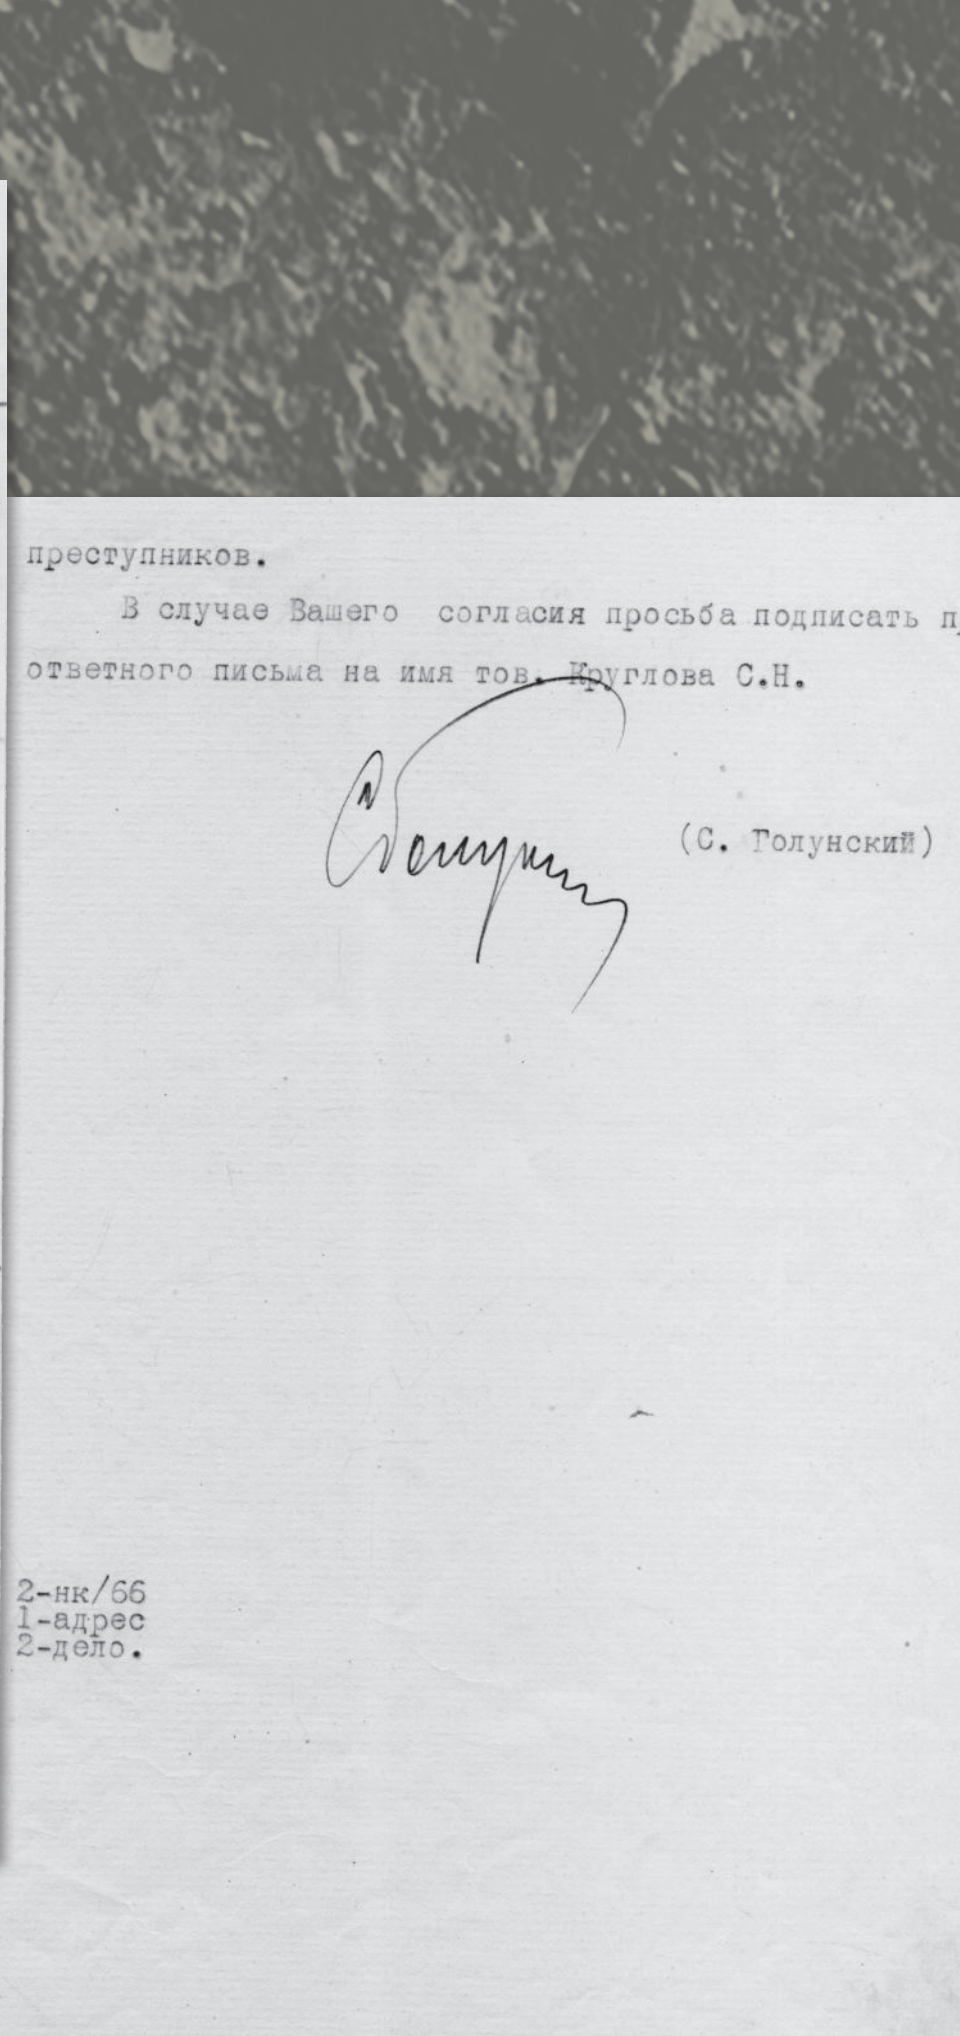 преступников.
В случае Вашего согласия просьба подписать
ответного письма на имя тов. Круглова С.Н.
(С. Голунский)
2-нк/66
1-адрес
2-дело.